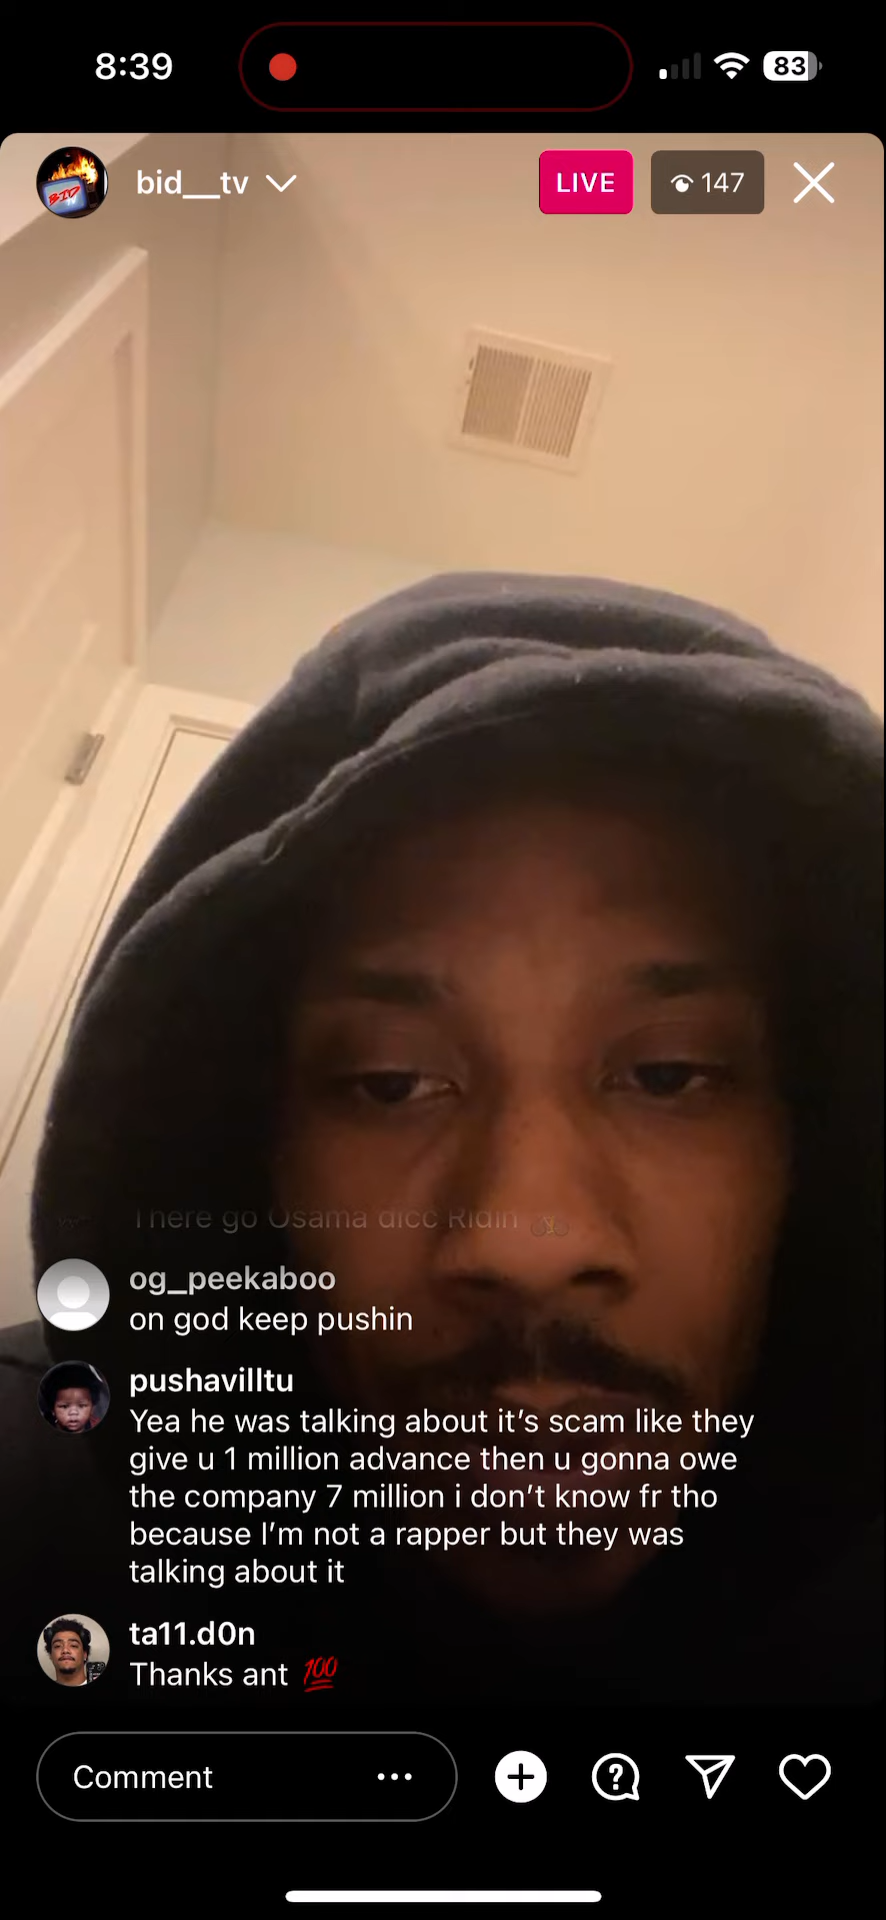 8:39
83
BID
bid__tv
LIVE
147
There go Osama dicc Ridin
og_peekaboo
on god keep pushin
pushavilltu
Yea he was talking about it’s scam like they
give u 1 million advance then u gonna owe
the company 7 million i don’t know fr tho
because I’m not a rapper but they was
talking about it
ta11.d0n
Thanks ant 💯
Comment